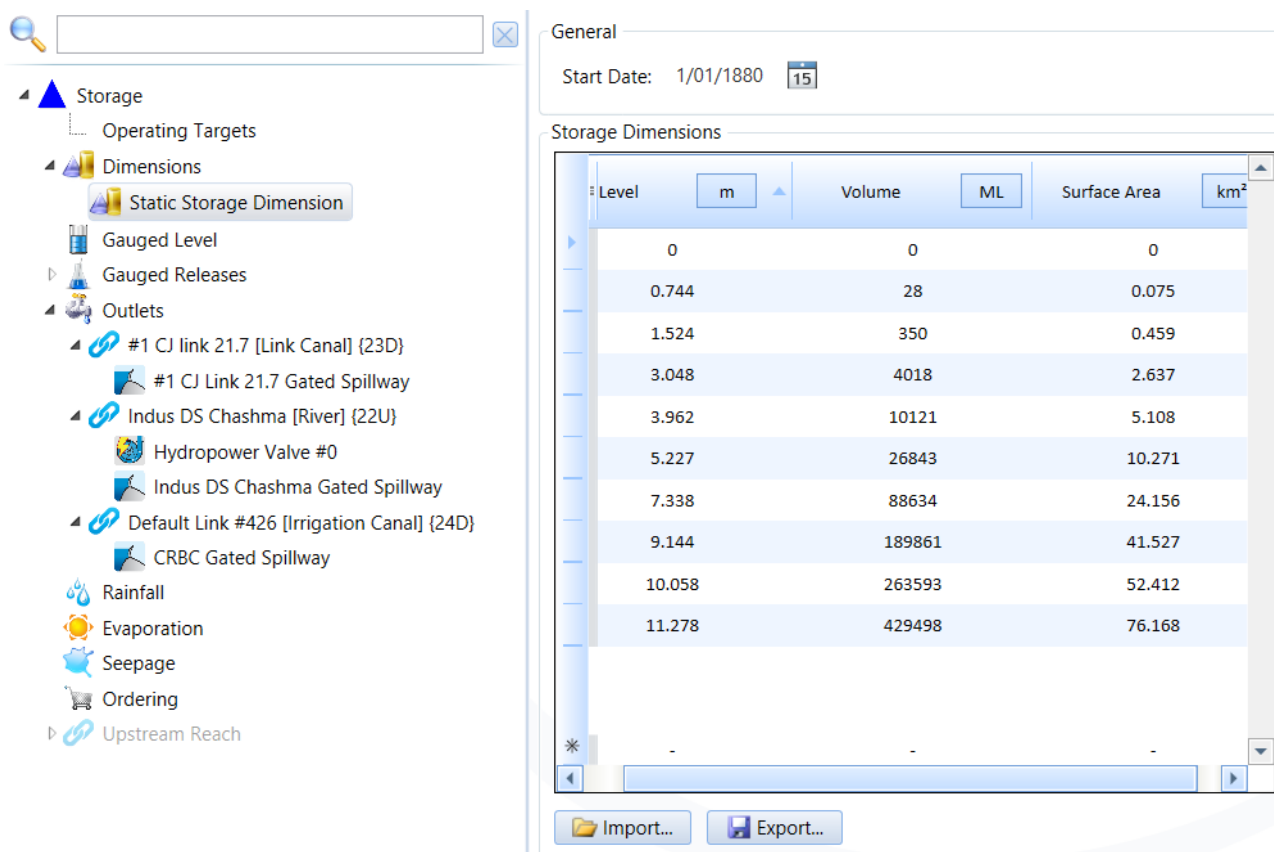 Storage
Operating Targets
Dimensions
Static Storage Dimension
Gauged Level
Gauged Releases
Outlets
#1 CJ link 21.7 [Link Canal] {23D}
#1 CJ Link 21.7 Gated Spillway
Indus DS Chashma [River] {22U}
Hydropower Valve #0
Indus DS Chashma Gated Spillway
Default Link #426 [Irrigation Canal] {24D}
CRBC Gated Spillway
Rainfall
Evaporation
Seepage
Ordering
Upstream Reach
General
Start Date: 1/01/1880 15
Storage Dimensions
Level m Volume ML Surface Area km²
0 0 0
0.744 28 0.075
1.524 350 0.459
3.048 4018 2.637
3.962 10121 5.108
5.227 26843 10.271
7.338 88634 24.156
9.144 189861 41.527
10.058 263593 52.412
11.278 429498 76.168
- - -
Import... Export...